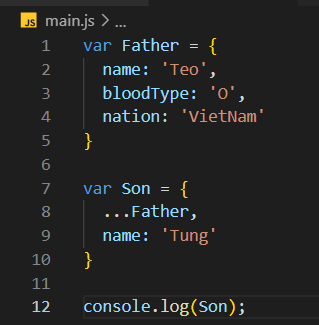 JS main.js > ...
1 var Father = {
2   name: 'Teo',
3   bloodType: 'O',
4   nation: 'VietNam'
5 }
6
7 var Son = {
8   ...Father,
9   name: 'Tung'
10 }
11
12 console.log(Son);